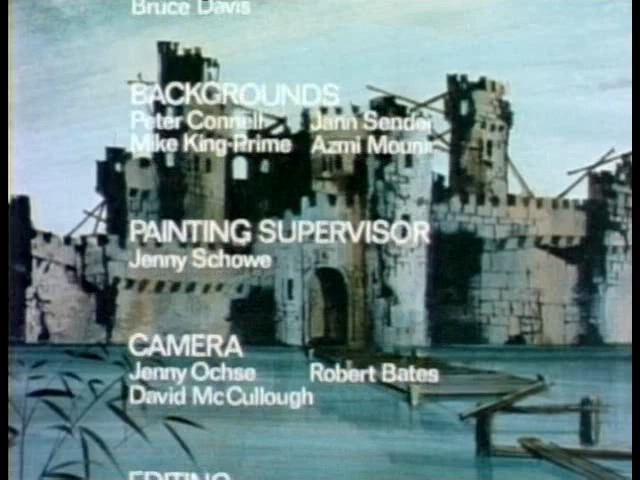 Bruce Davis
BACKGROUNDS
Peter Connell Jann Sender
Mike King-Prime Azmi Mounir
PAINTING SUPERVISOR
Jenny Schowe
CAMERA
Jenny Ochse Robert Bates
David McCullough
EDITING